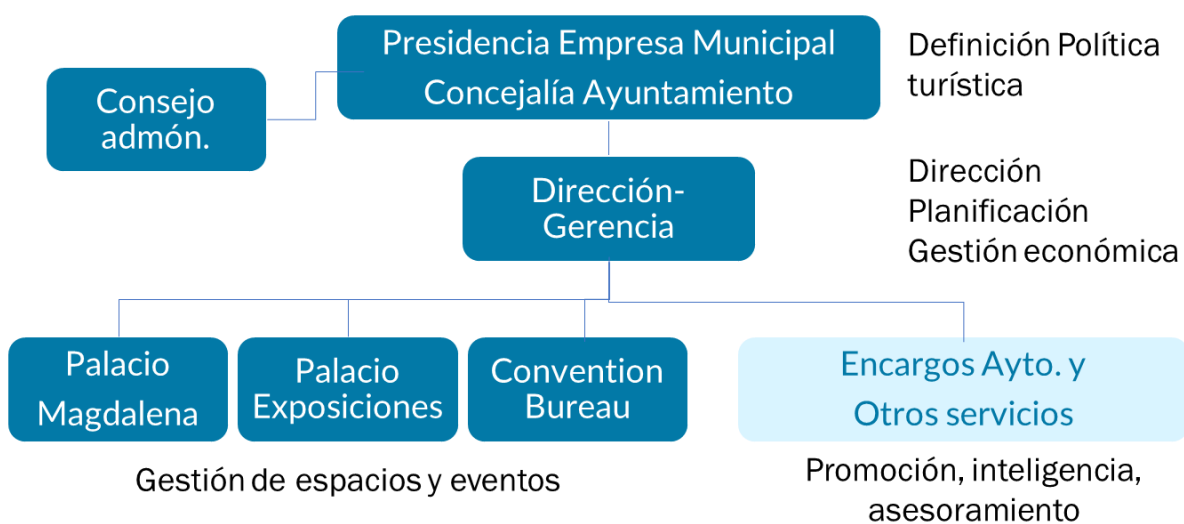 Presidencia Empresa Municipal
Concejalía Ayuntamiento
Definición Política
turística
Consejo
admón.
Dirección-
Gerencia
Dirección
Planificación
Gestión económica
Palacio
Magdalena
Palacio
Exposiciones
Convention
Bureau
Encargos Ayto. y
Otros servicios
Gestión de espacios y eventos
Promoción, inteligencia,
asesoramiento